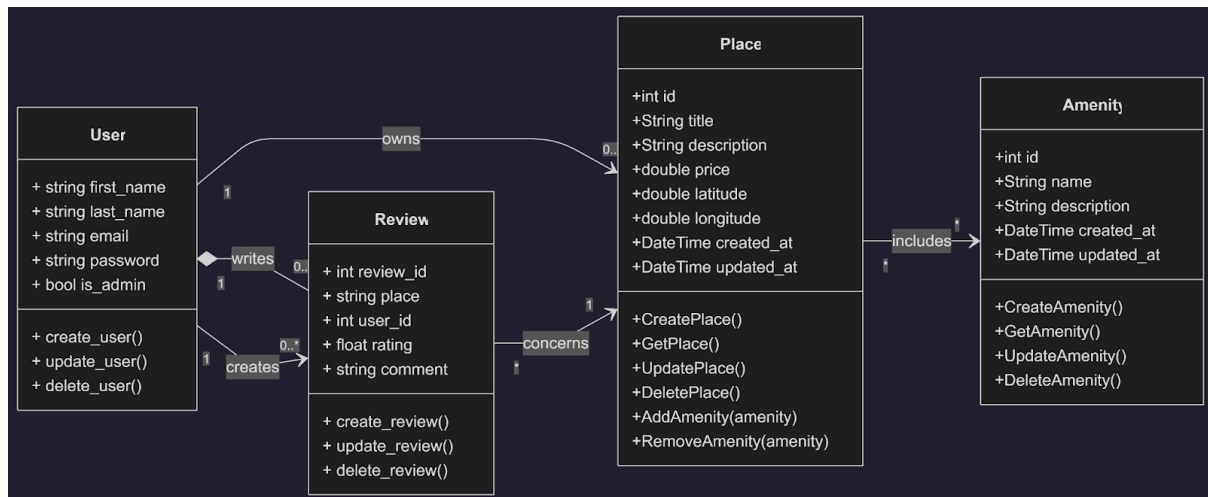 User
+ string first_name
+ string last_name
+ string email
+ string password
+ bool is_admin
+ create_user()
+ update_user()
+ delete_user()
owns
1
0..
writes
1
0..
creates
1
0..*
Review
+ int review_id
+ string place
+ int user_id
+ float rating
+ string comment
+ create_review()
+ update_review()
+ delete_review()
concerns
*
1
Place
+int id
+String title
+String description
+double price
+double latitude
+double longitude
+DateTime created_at
+DateTime updated_at
+CreatePlace()
+GetPlace()
+UpdatePlace()
+DeletePlace()
+AddAmenity(amenity)
+RemoveAmenity(amenity)
includes
*
*
Amenity
+int id
+String name
+String description
+DateTime created_at
+DateTime updated_at
+CreateAmenity()
+GetAmenity()
+UpdateAmenity()
+DeleteAmenity()